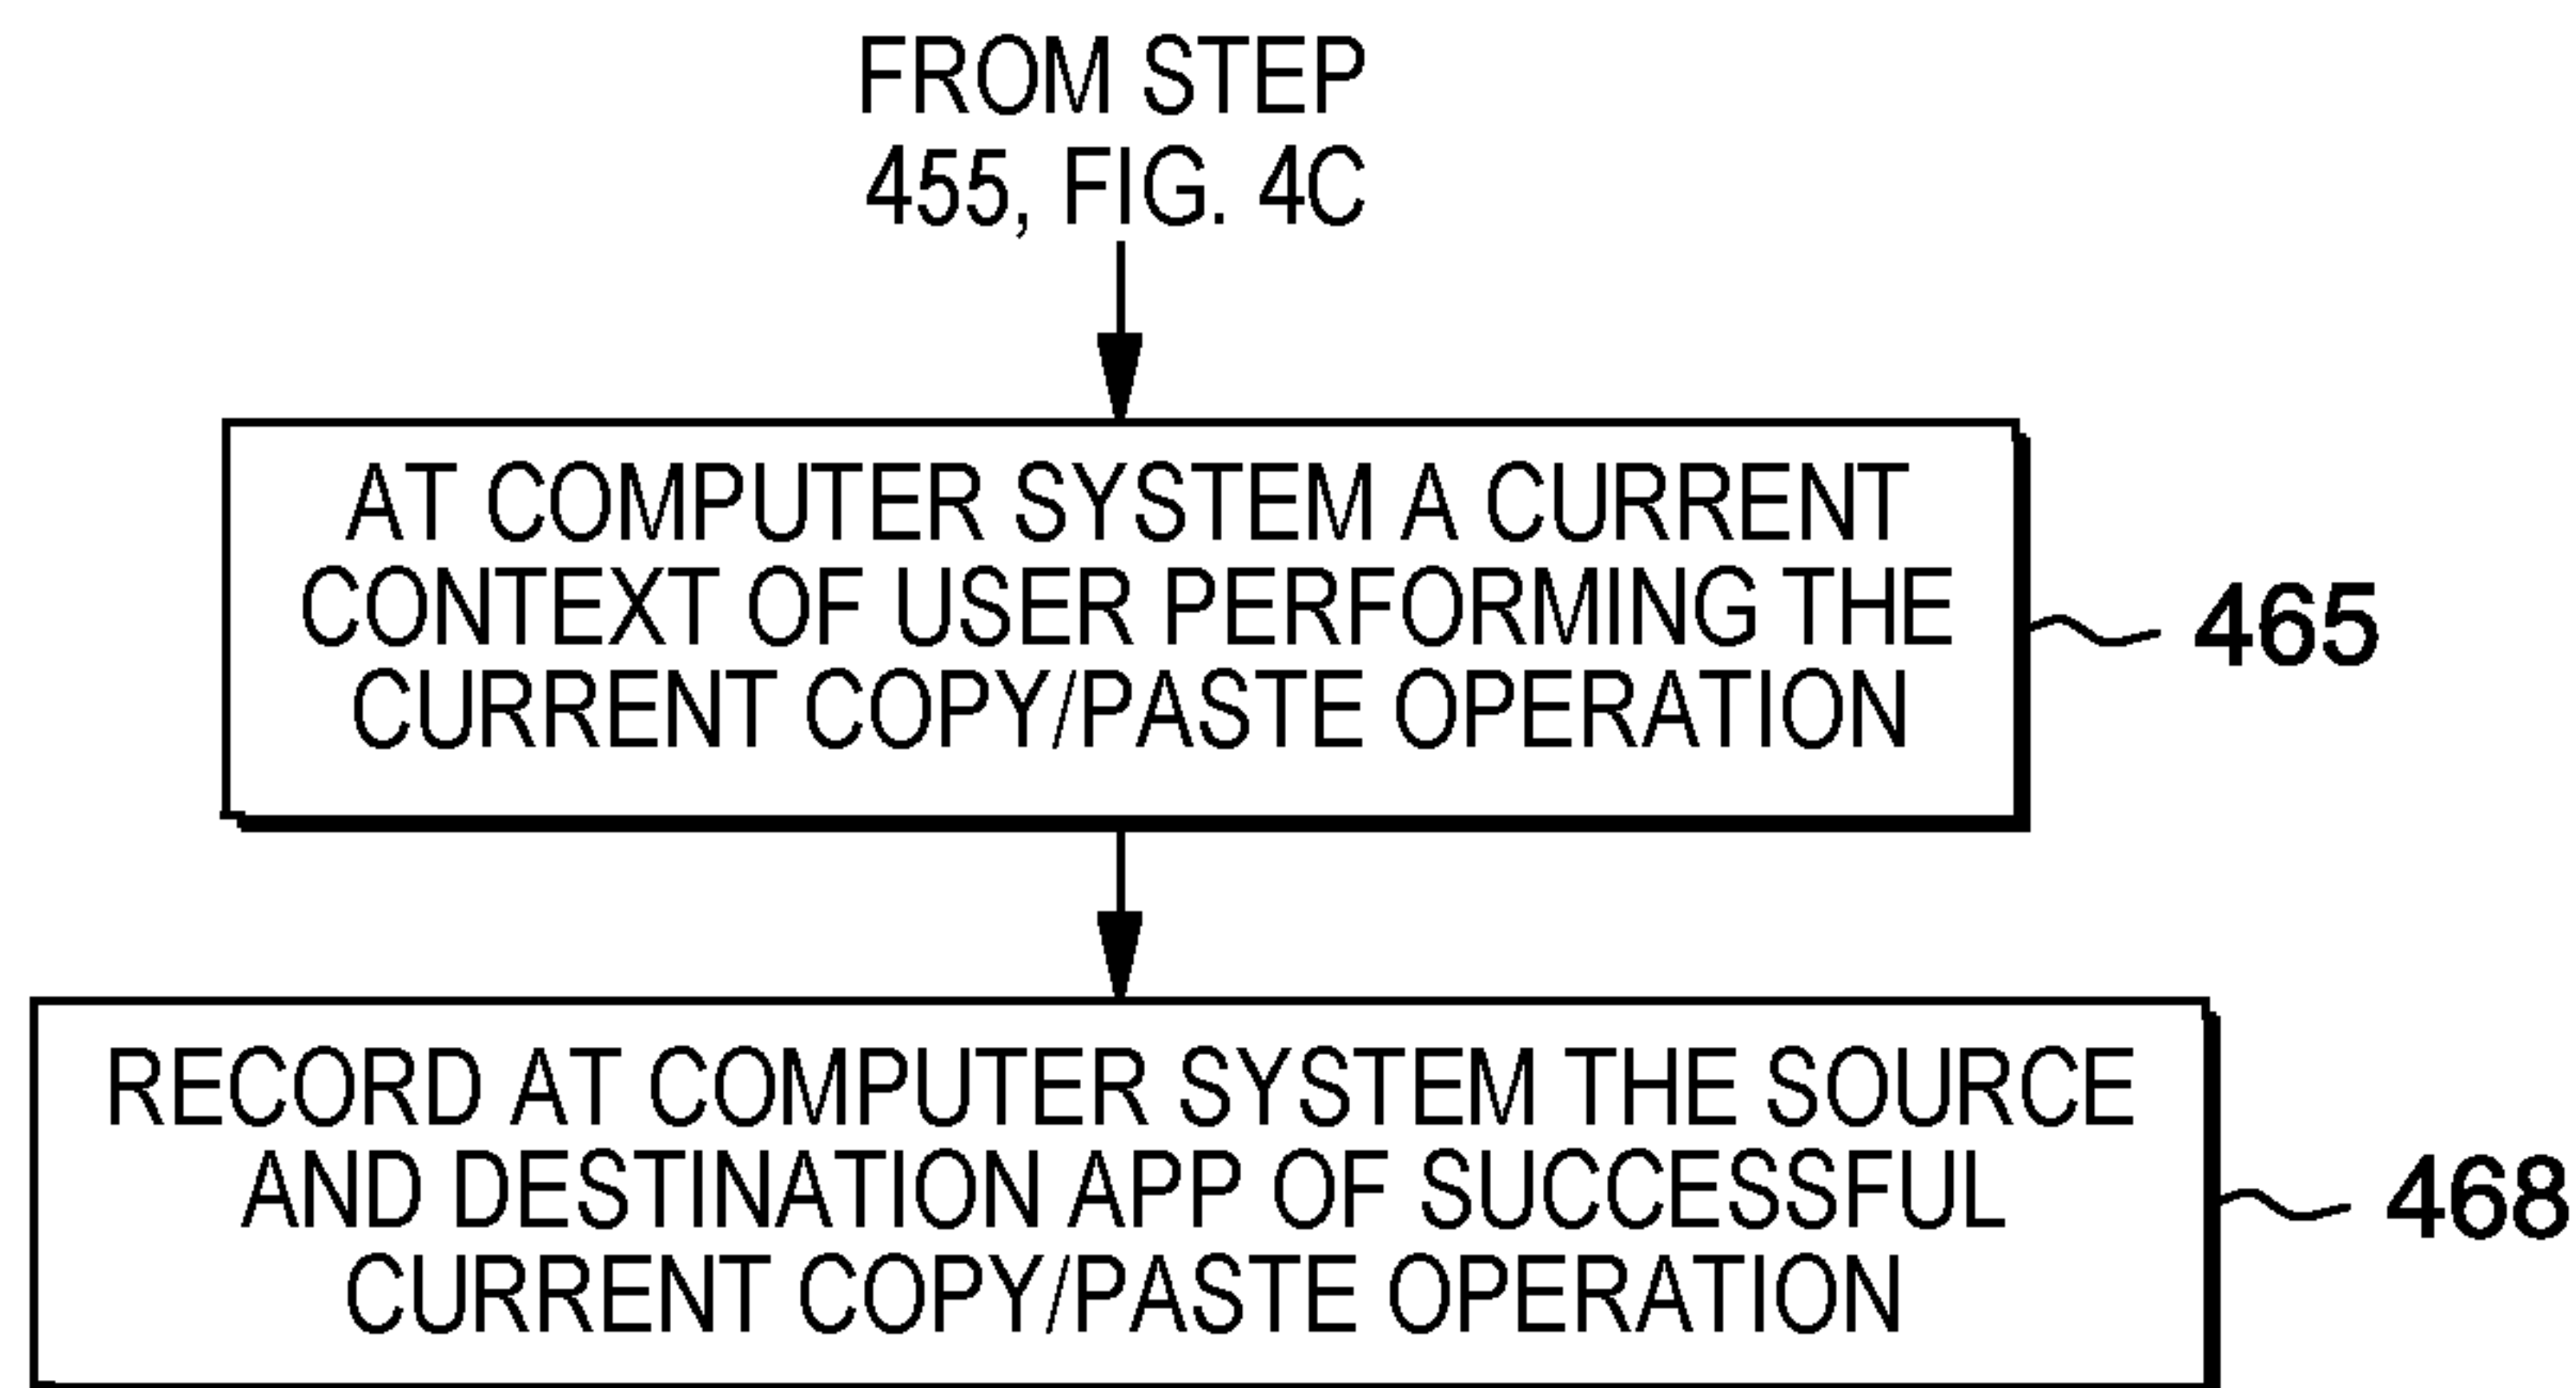 FROM STEP
455, FIG. 4C
AT COMPUTER SYSTEM A CURRENT
CONTEXT OF USER PERFORMING THE
CURRENT COPY/PASTE OPERATION
465
RECORD AT COMPUTER SYSTEM THE SOURCE
AND DESTINATION APP OF SUCCESSFUL
CURRENT COPY/PASTE OPERATION
468